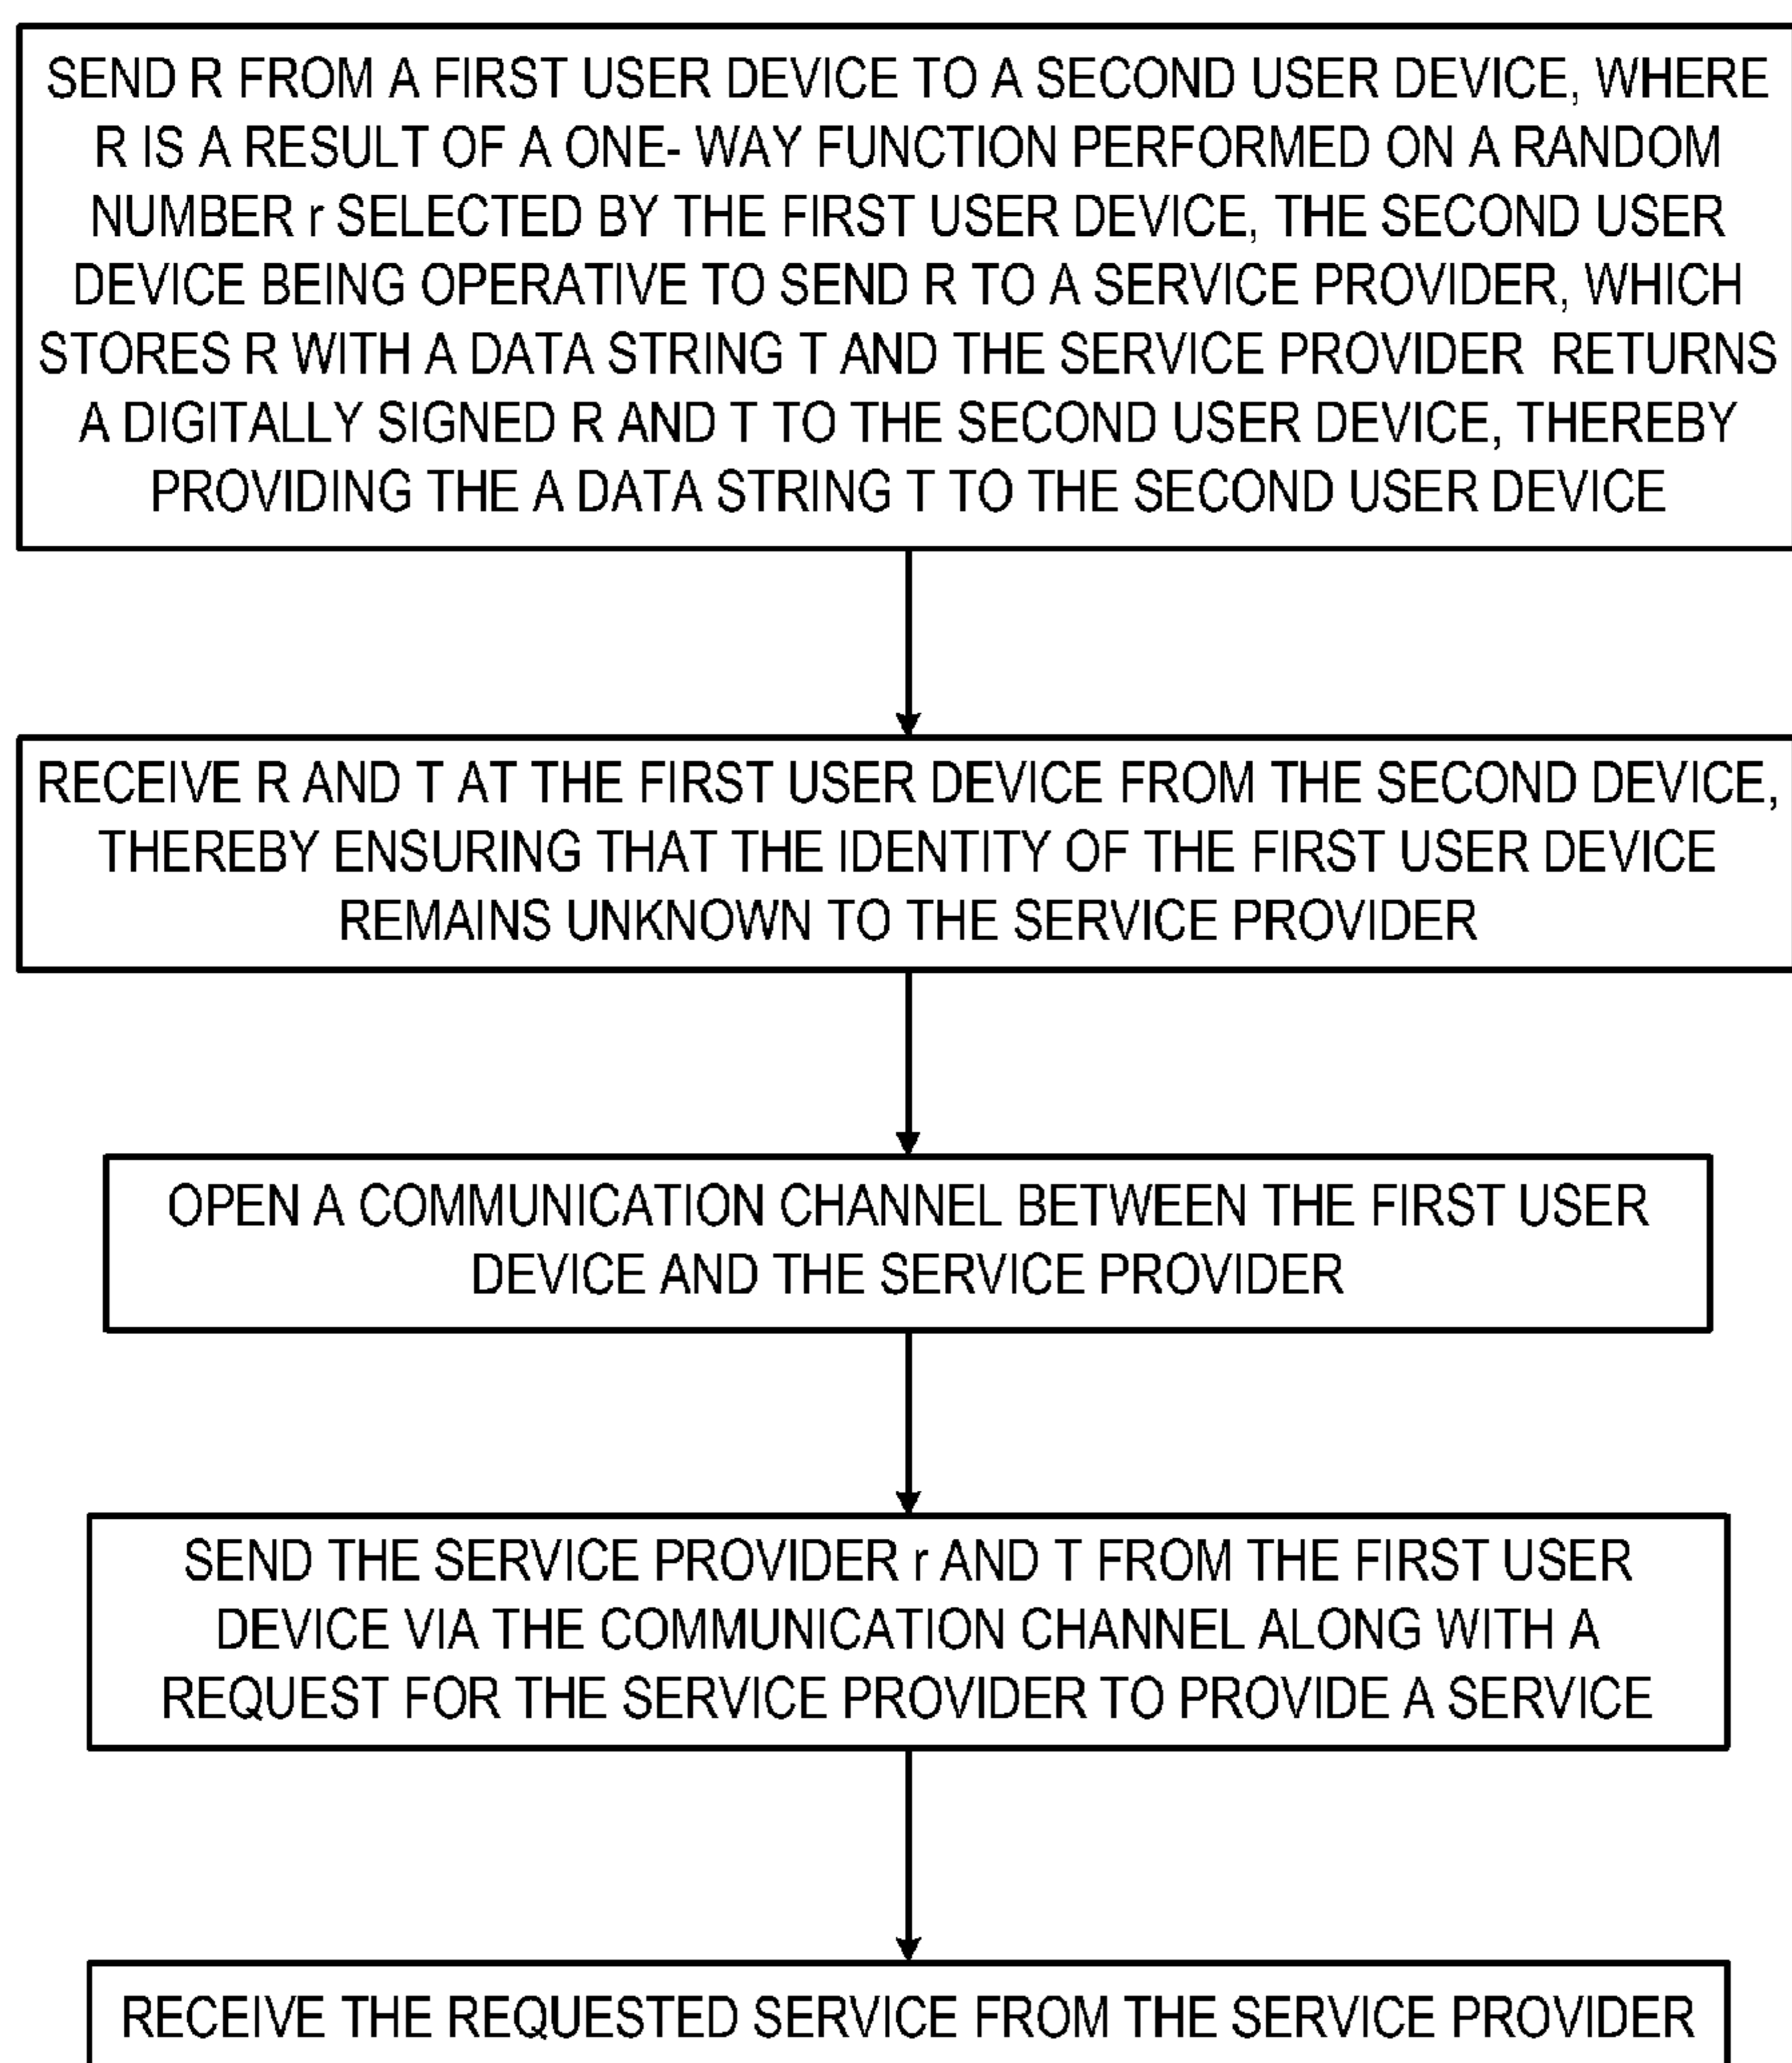 SEND R FROM A FIRST USER DEVICE TO A SECOND USER DEVICE, WHERE
R IS A RESULT OF A ONE- WAY FUNCTION PERFORMED ON A RANDOM
NUMBER r SELECTED BY THE FIRST USER DEVICE, THE SECOND USER
DEVICE BEING OPERATIVE TO SEND R TO A SERVICE PROVIDER, WHICH
STORES R WITH A DATA STRING T AND THE SERVICE PROVIDER RETURNS
A DIGITALLY SIGNED R AND T TO THE SECOND USER DEVICE, THEREBY
PROVIDING THE A DATA STRING T TO THE SECOND USER DEVICE
RECEIVE R AND T AT THE FIRST USER DEVICE FROM THE SECOND DEVICE,
THEREBY ENSURING THAT THE IDENTITY OF THE FIRST USER DEVICE
REMAINS UNKNOWN TO THE SERVICE PROVIDER
OPEN A COMMUNICATION CHANNEL BETWEEN THE FIRST USER
DEVICE AND THE SERVICE PROVIDER
SEND THE SERVICE PROVIDER r AND T FROM THE FIRST USER
DEVICE VIA THE COMMUNICATION CHANNEL ALONG WITH A
REQUEST FOR THE SERVICE PROVIDER TO PROVIDE A SERVICE
RECEIVE THE REQUESTED SERVICE FROM THE SERVICE PROVIDER